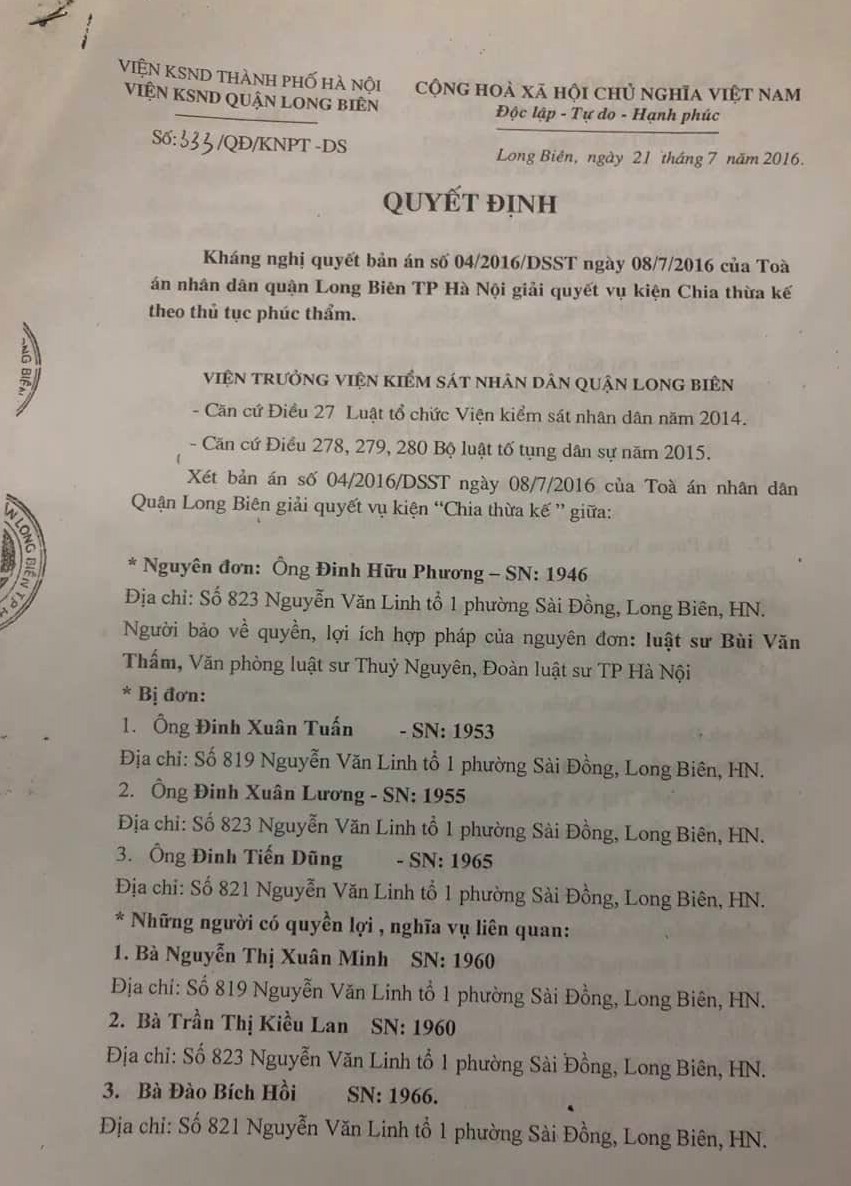 VIỆN KSND THÀNH PHỐ HÀ NỘI
VIỆN KSND QUẬN LONG BIÊN
Số: 333/QĐ/KNPT -DS
CỘNG HOÀ XÃ HỘI CHỦ NGHĨA VIỆT NAM
Độc lập - Tự do - Hạnh phúc
Long Biên, ngày 21 tháng 7 năm 2016.
QUYẾT ĐỊNH
Kháng nghị quyết bản án số 04/2016/DSST ngày 08/7/2016 của Toà
án nhân dân quận Long Biên TP Hà Nội giải quyết vụ kiện Chia thừa kế
theo thủ tục phúc thẩm.
VIỆN TRƯỞNG VIỆN KIỂM SÁT NHÂN DÂN QUẬN LONG BIÊN
- Căn cứ Điều 27 Luật tổ chức Viện kiểm sát nhân dân năm 2014.
- Căn cứ Điều 278, 279, 280 Bộ luật tố tụng dân sự năm 2015.
Xét bản án số 04/2016/DSST ngày 08/7/2016 của Toà án nhân dân
Quận Long Biên giải quyết vụ kiện “Chia thừa kế ” giữa:
* Nguyên đơn: Ông Đinh Hữu Phương – SN: 1946
Địa chỉ: Số 823 Nguyễn Văn Linh tổ 1 phường Sài Đồng, Long Biên, HN.
Người bảo về quyền, lợi ích hợp pháp của nguyên đơn: luật sư Bùi Văn
Thấm, Văn phòng luật sư Thuỷ Nguyên, Đoàn luật sư TP Hà Nội
* Bị đơn:
1. Ông Đinh Xuân Tuấn - SN: 1953
Địa chỉ: Số 819 Nguyễn Văn Linh tổ 1 phường Sài Đồng, Long Biên, HN.
2. Ông Đinh Xuân Lương - SN: 1955
Địa chỉ: Số 823 Nguyễn Văn Linh tổ 1 phường Sài Đồng, Long Biên, HN.
3. Ông Đinh Tiến Dũng - SN: 1965
Địa chỉ: Số 821 Nguyễn Văn Linh tổ 1 phường Sài Đồng, Long Biên, HN.
* Những người có quyền lợi , nghĩa vụ liên quan:
1. Bà Nguyễn Thị Xuân Minh SN: 1960
Địa chỉ: Số 819 Nguyễn Văn Linh tổ 1 phường Sài Đồng, Long Biên, HN.
2. Bà Trần Thị Kiều Lan SN: 1960
Địa chỉ: Số 823 Nguyễn Văn Linh tổ 1 phường Sài Đồng, Long Biên, HN.
3. Bà Đào Bích Hồi SN: 1966.
Địa chỉ: Số 821 Nguyễn Văn Linh tổ 1 phường Sài Đồng, Long Biên, HN.
LONG BIÊN